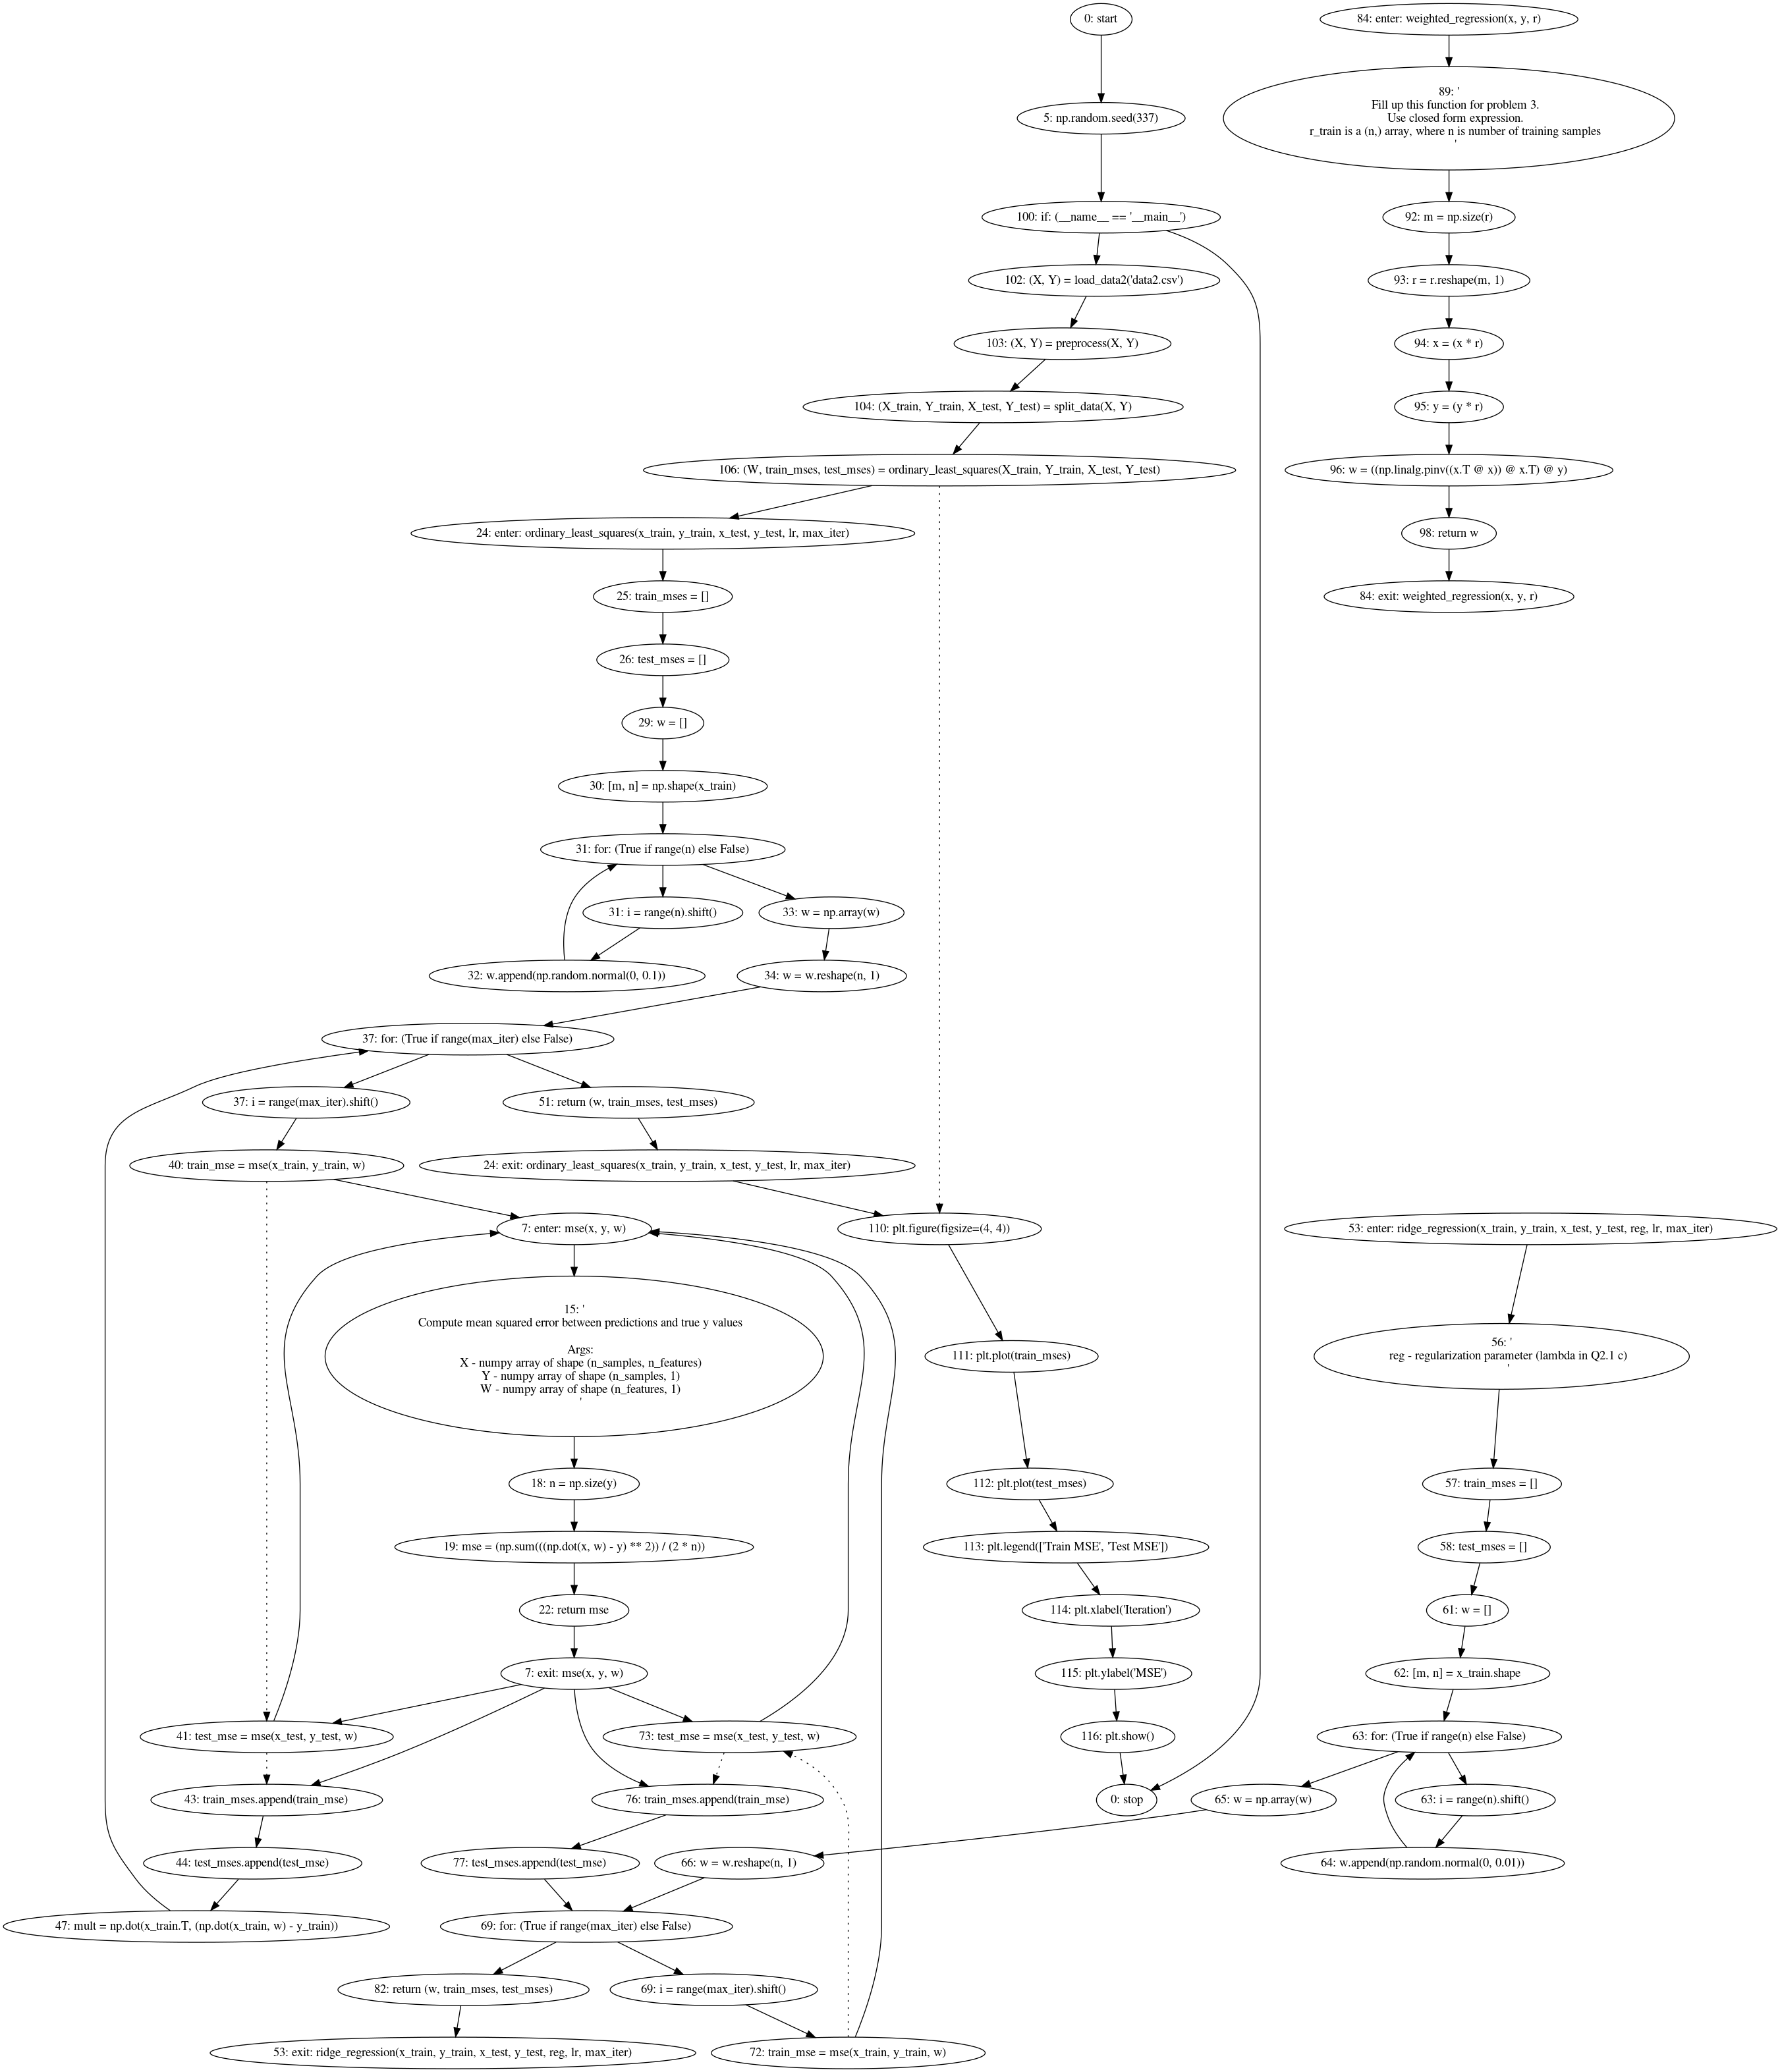 0: start
5: np.random.seed(337)
100: if: (__name__ == '__main__')
102: (X, Y) = load_data2('data2.csv')
103: (X, Y) = preprocess(X, Y)
104: (X_train, Y_train, X_test, Y_test) = split_data(X, Y)
106: (W, train_mses, test_mses) = ordinary_least_squares(X_train, Y_train, X_test, Y_test)
24: enter: ordinary_least_squares(x_train, y_train, x_test, y_test, lr, max_iter)
25: train_mses = []
26: test_mses = []
29: w = []
30: [m, n] = np.shape(x_train)
31: for: (True if range(n) else False)
31: i = range(n).shift()
33: w = np.array(w)
32: w.append(np.random.normal(0, 0.1))
34: w = w.reshape(n, 1)
37: for: (True if range(max_iter) else False)
37: i = range(max_iter).shift()
51: return (w, train_mses, test_mses)
40: train_mse = mse(x_train, y_train, w)
24: exit: ordinary_least_squares(x_train, y_train, x_test, y_test, lr, max_iter)
7: enter: mse(x, y, w)
15: '
Compute mean squared error between predictions and true y values
Args:
X - numpy array of shape (n_samples, n_features)
Y - numpy array of shape (n_samples, 1)
W - numpy array of shape (n_features, 1)
'
18: n = np.size(y)
19: mse = (np.sum(((np.dot(x, w) - y) ** 2)) / (2 * n))
22: return mse
7: exit: mse(x, y, w)
41: test_mse = mse(x_test, y_test, w)
73: test_mse = mse(x_test, y_test, w)
43: train_mses.append(train_mse)
76: train_mses.append(train_mse)
44: test_mses.append(test_mse)
77: test_mses.append(test_mse)
66: w = w.reshape(n, 1)
47: mult = np.dot(x_train.T, (np.dot(x_train, w) - y_train))
69: for: (True if range(max_iter) else False)
82: return (w, train_mses, test_mses)
69: i = range(max_iter).shift()
53: exit: ridge_regression(x_train, y_train, x_test, y_test, reg, lr, max_iter)
72: train_mse = mse(x_train, y_train, w)
110: plt.figure(figsize=(4, 4))
111: plt.plot(train_mses)
112: plt.plot(test_mses)
113: plt.legend(['Train MSE', 'Test MSE'])
114: plt.xlabel('Iteration')
115: plt.ylabel('MSE')
116: plt.show()
0: stop
84: enter: weighted_regression(x, y, r)
89: '
Fill up this function for problem 3.
Use closed form expression.
r_train is a (n,) array, where n is number of training samples
'
92: m = np.size(r)
93: r = r.reshape(m, 1)
94: x = (x * r)
95: y = (y * r)
96: w = ((np.linalg.pinv((x.T @ x)) @ x.T) @ y)
98: return w
84: exit: weighted_regression(x, y, r)
53: enter: ridge_regression(x_train, y_train, x_test, y_test, reg, lr, max_iter)
56: '
reg - regularization parameter (lambda in Q2.1 c)
'
57: train_mses = []
58: test_mses = []
61: w = []
62: [m, n] = x_train.shape
63: for: (True if range(n) else False)
65: w = np.array(w)
63: i = range(n).shift()
64: w.append(np.random.normal(0, 0.01))